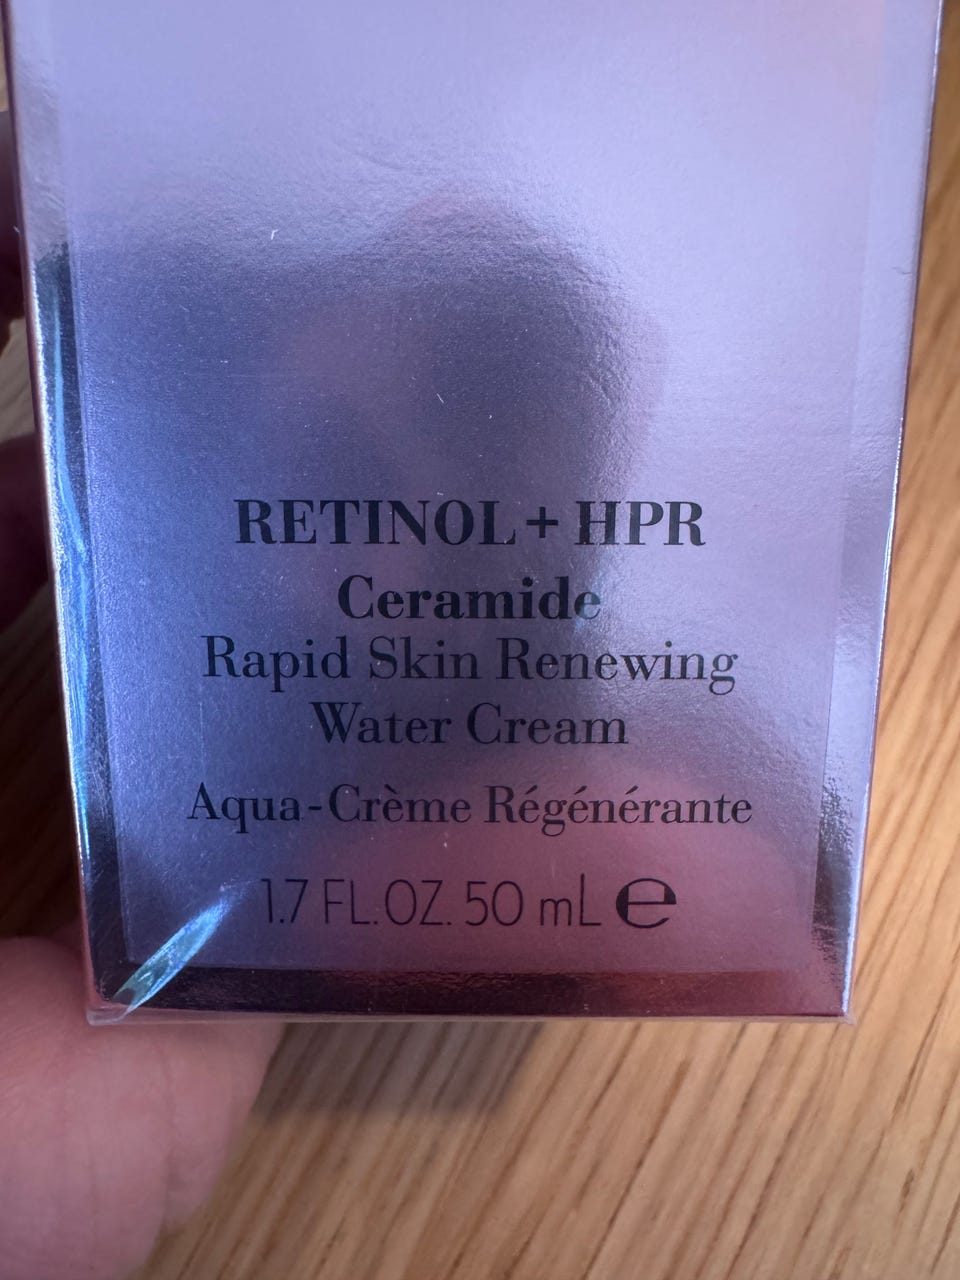 RETINOL + HPR
Ceramide
Rapid Skin Renewing
Water Cream
Aqua-Crème Régénérante
1.7 FL.OZ. 50 mL ℮